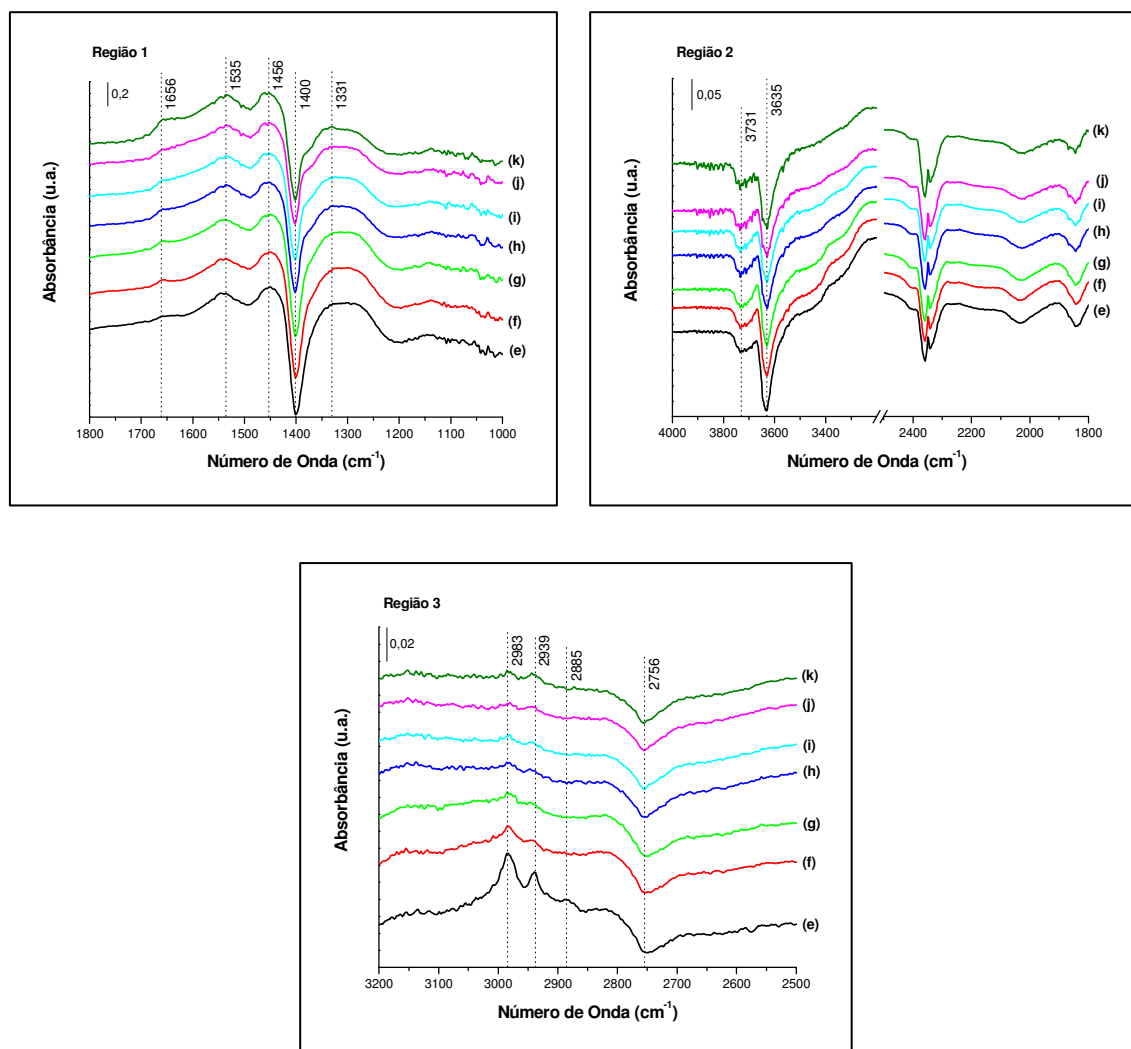 Região 1
0,2
1656
1535
1456
1400
1331
(k)
(j)
(i)
(h)
(g)
(f)
(e)
Absorbância (u.a.)
1800 1700 1600 1500 1400 1300 1200 1100 1000
Número de Onda (cm⁻¹)
Região 2
0,05
3731
3635
(k)
(j)
(i)
(h)
(g)
(f)
(e)
Absorbância (u.a.)
4000 3800 3600 3400 2400 2200 2000 1800
Número de Onda (cm⁻¹)
Região 3
0,02
2983
2939
2885
2756
(k)
(j)
(i)
(h)
(g)
(f)
(e)
Absorbância (u.a.)
3200 3100 3000 2900 2800 2700 2600 2500
Número de Onda (cm⁻¹)